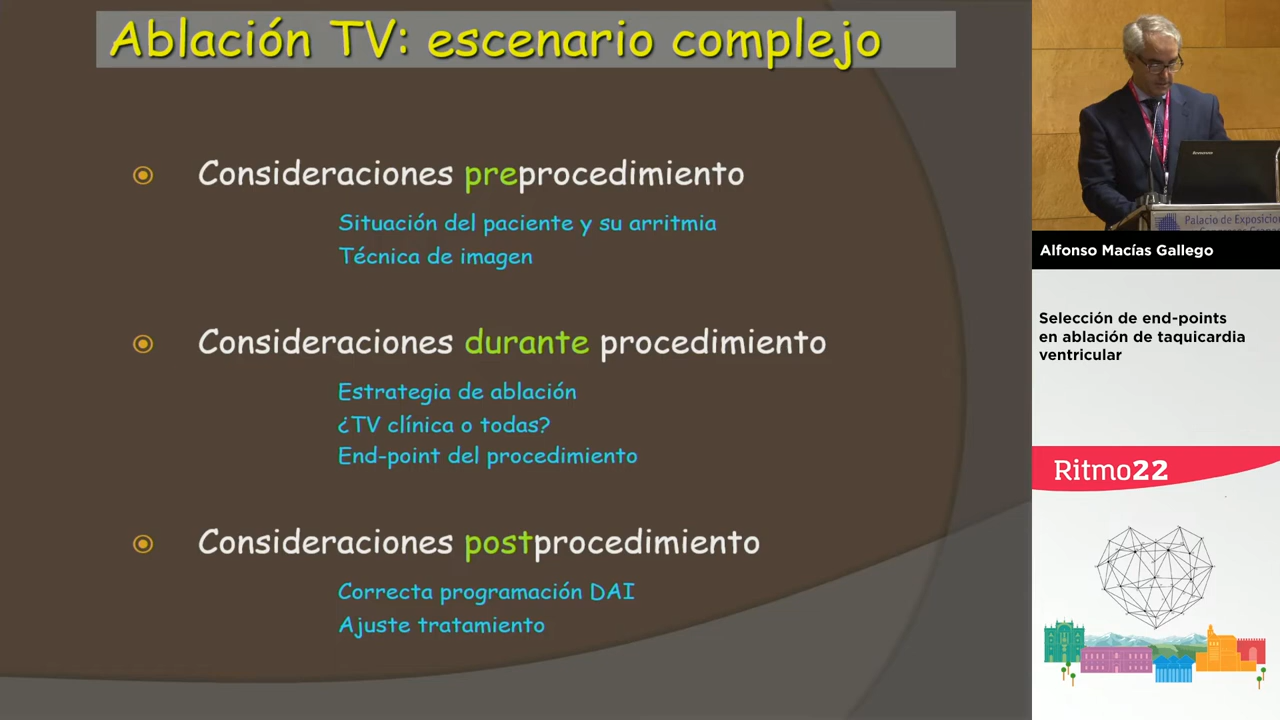 Ablación TV: escenario complejo
Consideraciones preprocedimiento
Situación del paciente y su arritmia
Técnica de imagen
Consideraciones durante procedimiento
Estrategia de ablación
¿TV clínica o todas?
End-point del procedimiento
Consideraciones postprocedimiento
Correcta programación DAI
Ajuste tratamiento
Palacio de Exposicion
Alfonso Macías Gallego
Selección de end-points
en ablación de taquicardia
ventricular
Ritmo22